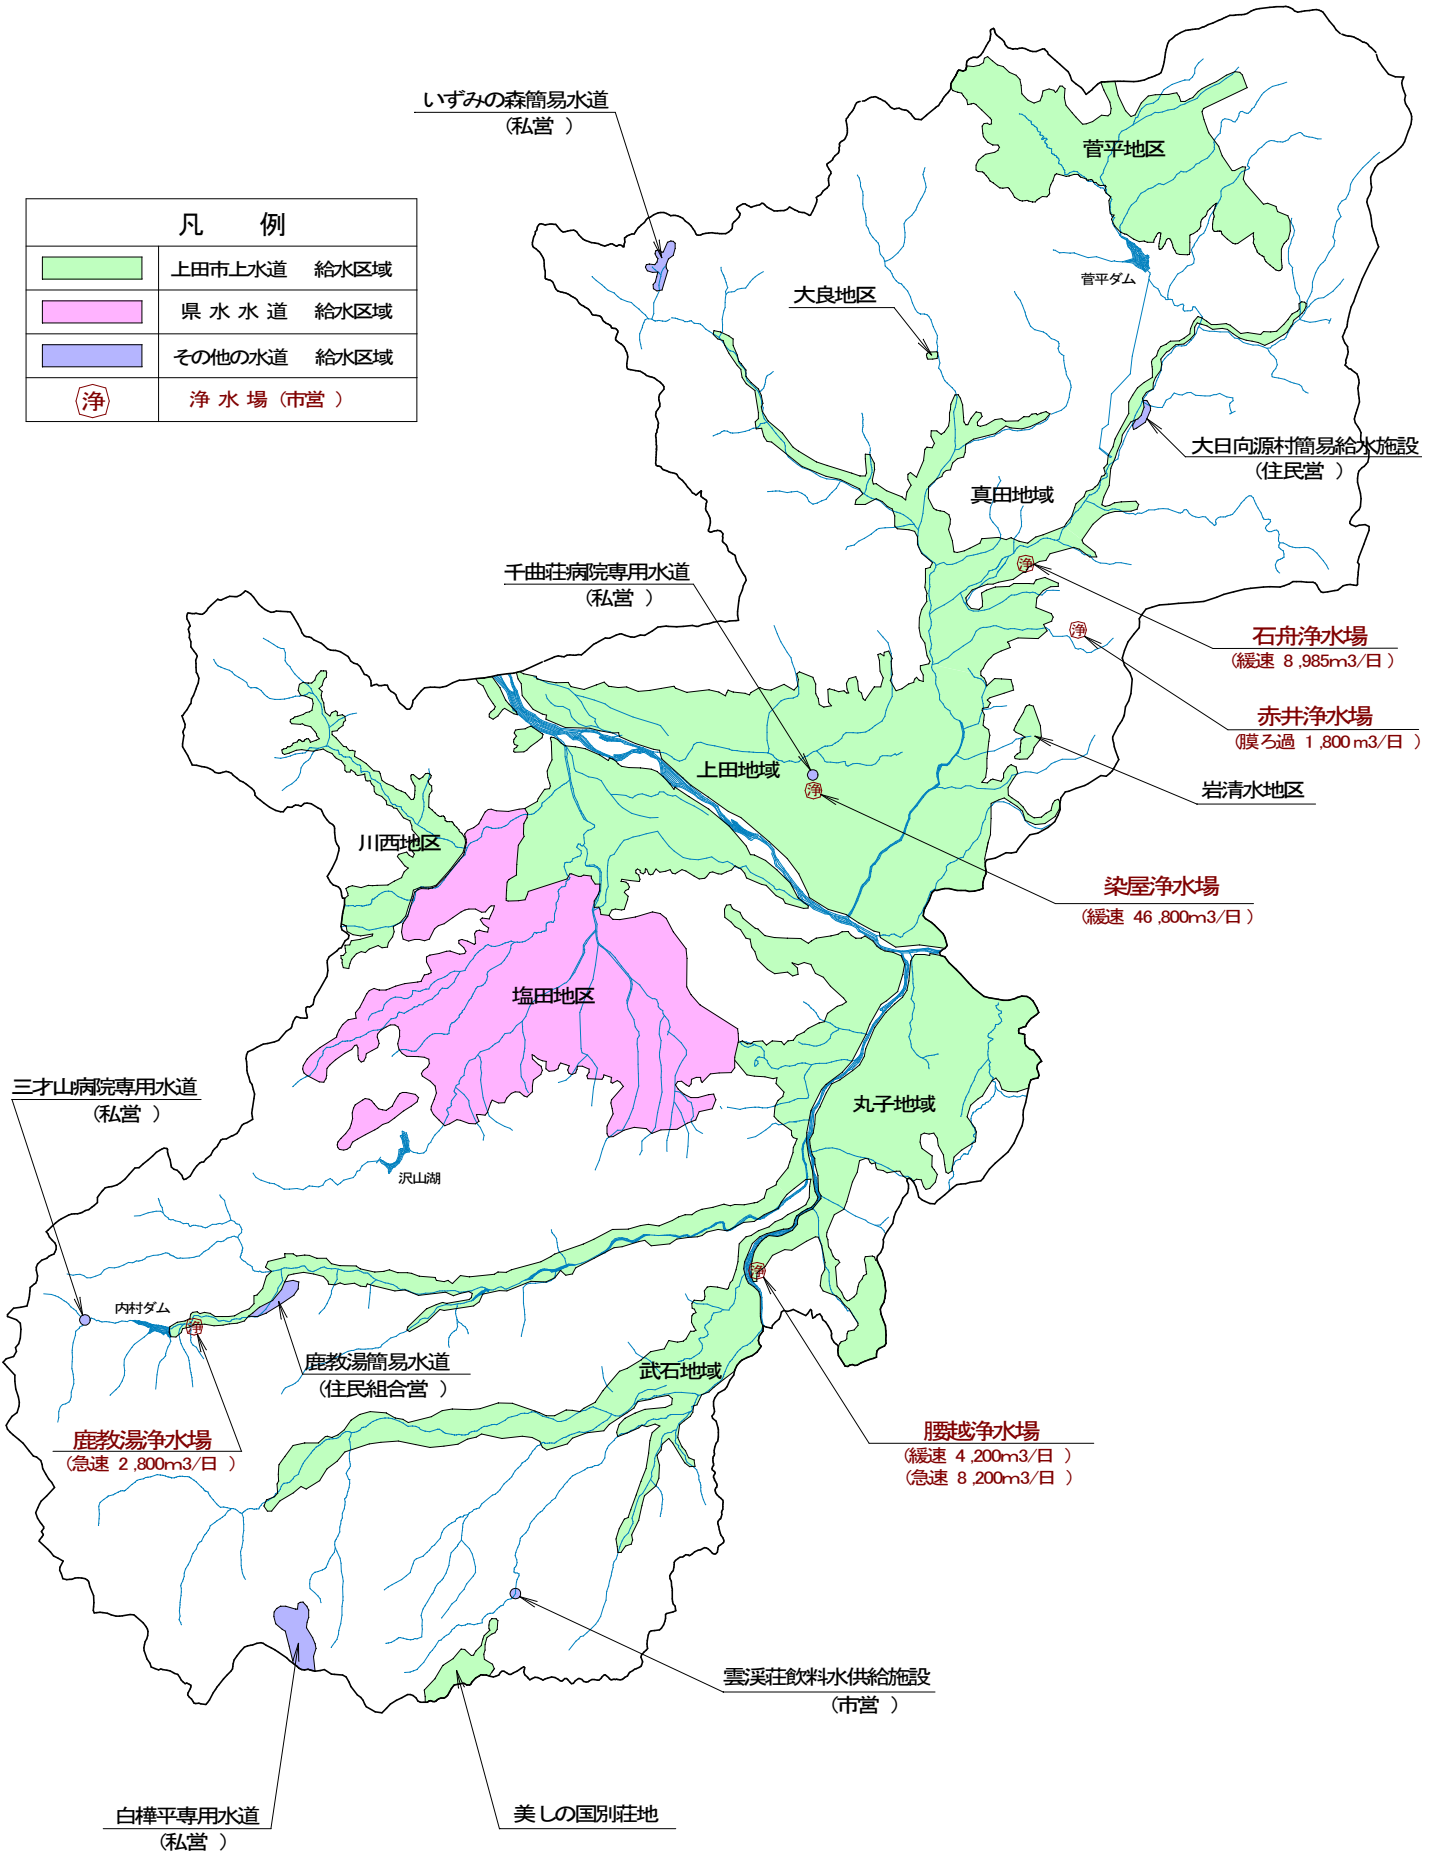 いずみの森簡易水道
(私営 )
菅平地区
凡 例
上田市上水道 給水区域
県水水道 給水区域
その他の水道 給水区域
浄 浄水場(市営 )
菅平ダム
大良地区
大日向源村簡易給水施設
(住民営 )
真田地域
浄
千曲荘病院専用水道
(私営 )
浄
石舟浄水場
(緩速 8,985m3/日 )
赤井浄水場
(膜ろ過 1,800m3/日 )
上田地域
浄
岩清水地区
川西地区
染屋浄水場
(緩速 46,800m3/日 )
塩田地区
三才山病院専用水道
(私営 )
丸子地域
沢山湖
浄
内村ダム
浄
鹿教湯簡易水道
(住民組合営 )
武石地域
鹿教湯浄水場
(急速 2,800m3/日 )
腰越浄水場
(緩速 4,200m3/日 )
(急速 8,200m3/日 )
雲渓荘飲料水供給施設
(市営 )
白樺平専用水道
(私営 )
美しの国別荘地